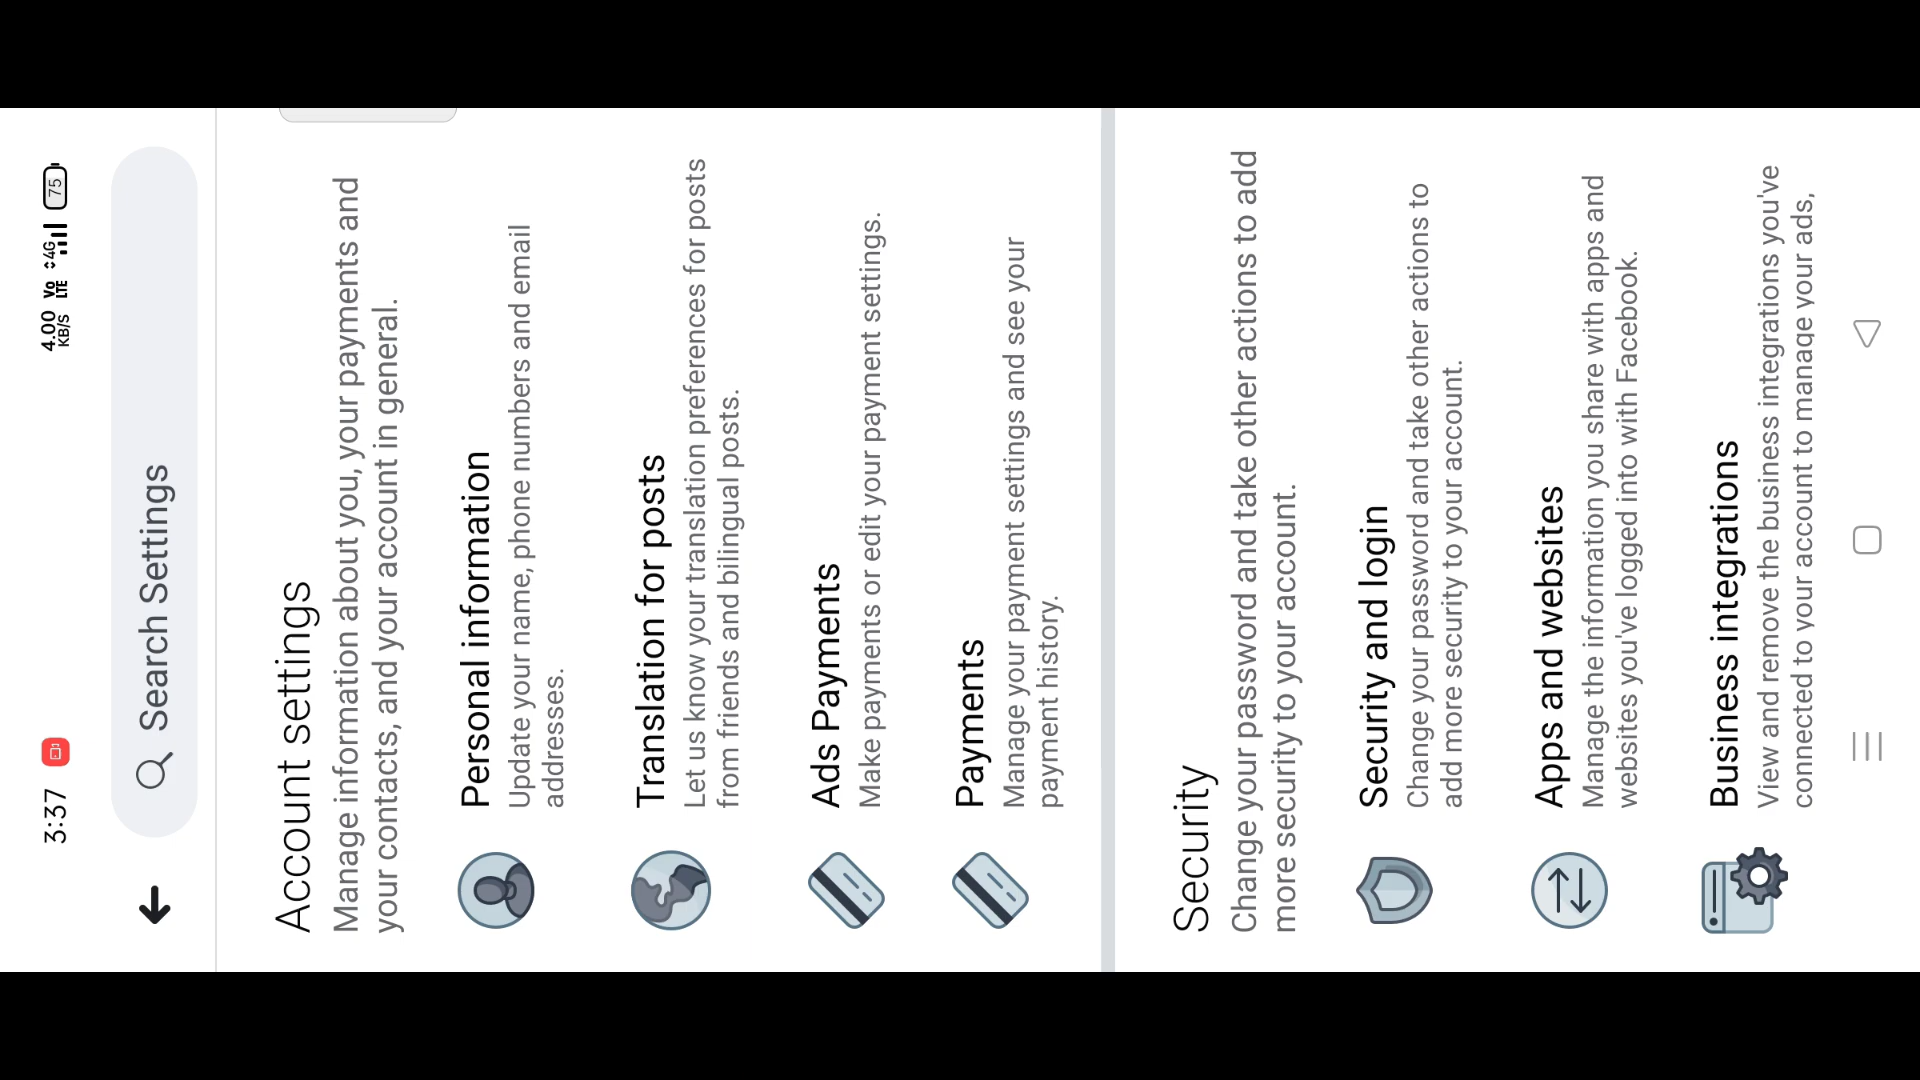 3:37
4.00 KB/S Vo LTE 4G 75
Search Settings
Account settings
Manage information about you, your payments and
your contacts, and your account in general.
Personal information
Update your name, phone numbers and email
addresses.
Translation for posts
Let us know your translation preferences for posts
from friends and bilingual posts.
Ads Payments
Make payments or edit your payment settings.
Payments
Manage your payment settings and see your
payment history.
Security
Change your password and take other actions to add
more security to your account.
Security and login
Change your password and take other actions to
add more security to your account.
Apps and websites
Manage the information you share with apps and
websites you've logged into with Facebook.
Business integrations
View and remove the business integrations you've
connected to your account to manage your ads,